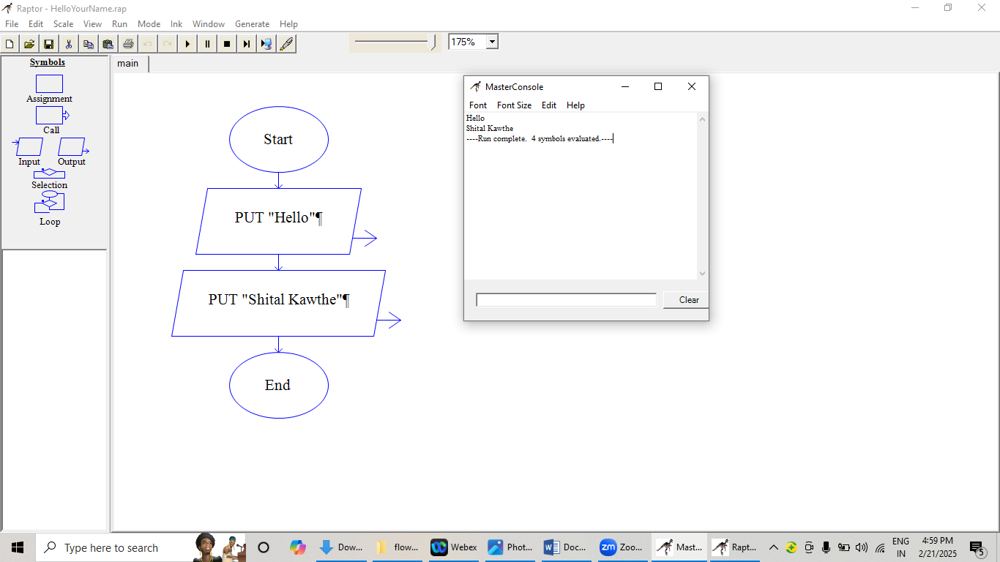 Raptor - HelloYourName.rap
File Edit Scale View Run Mode Ink Window Generate Help
175%
Symbols
Assignment
Call
Input Output
Selection
Loop
main
Start
PUT "Hello"¶
PUT "Shital Kawthe"¶
End
MasterConsole
Font Font Size Edit Help
Hello
Shital Kawthe
----Run complete.  4 symbols evaluated.----
Clear
Type here to search
Dow...
flow...
Webex
Phot...
Doc...
zm Zoo...
Mast...
Rapt...
ENG
IN
4:59 PM
2/21/2025
5